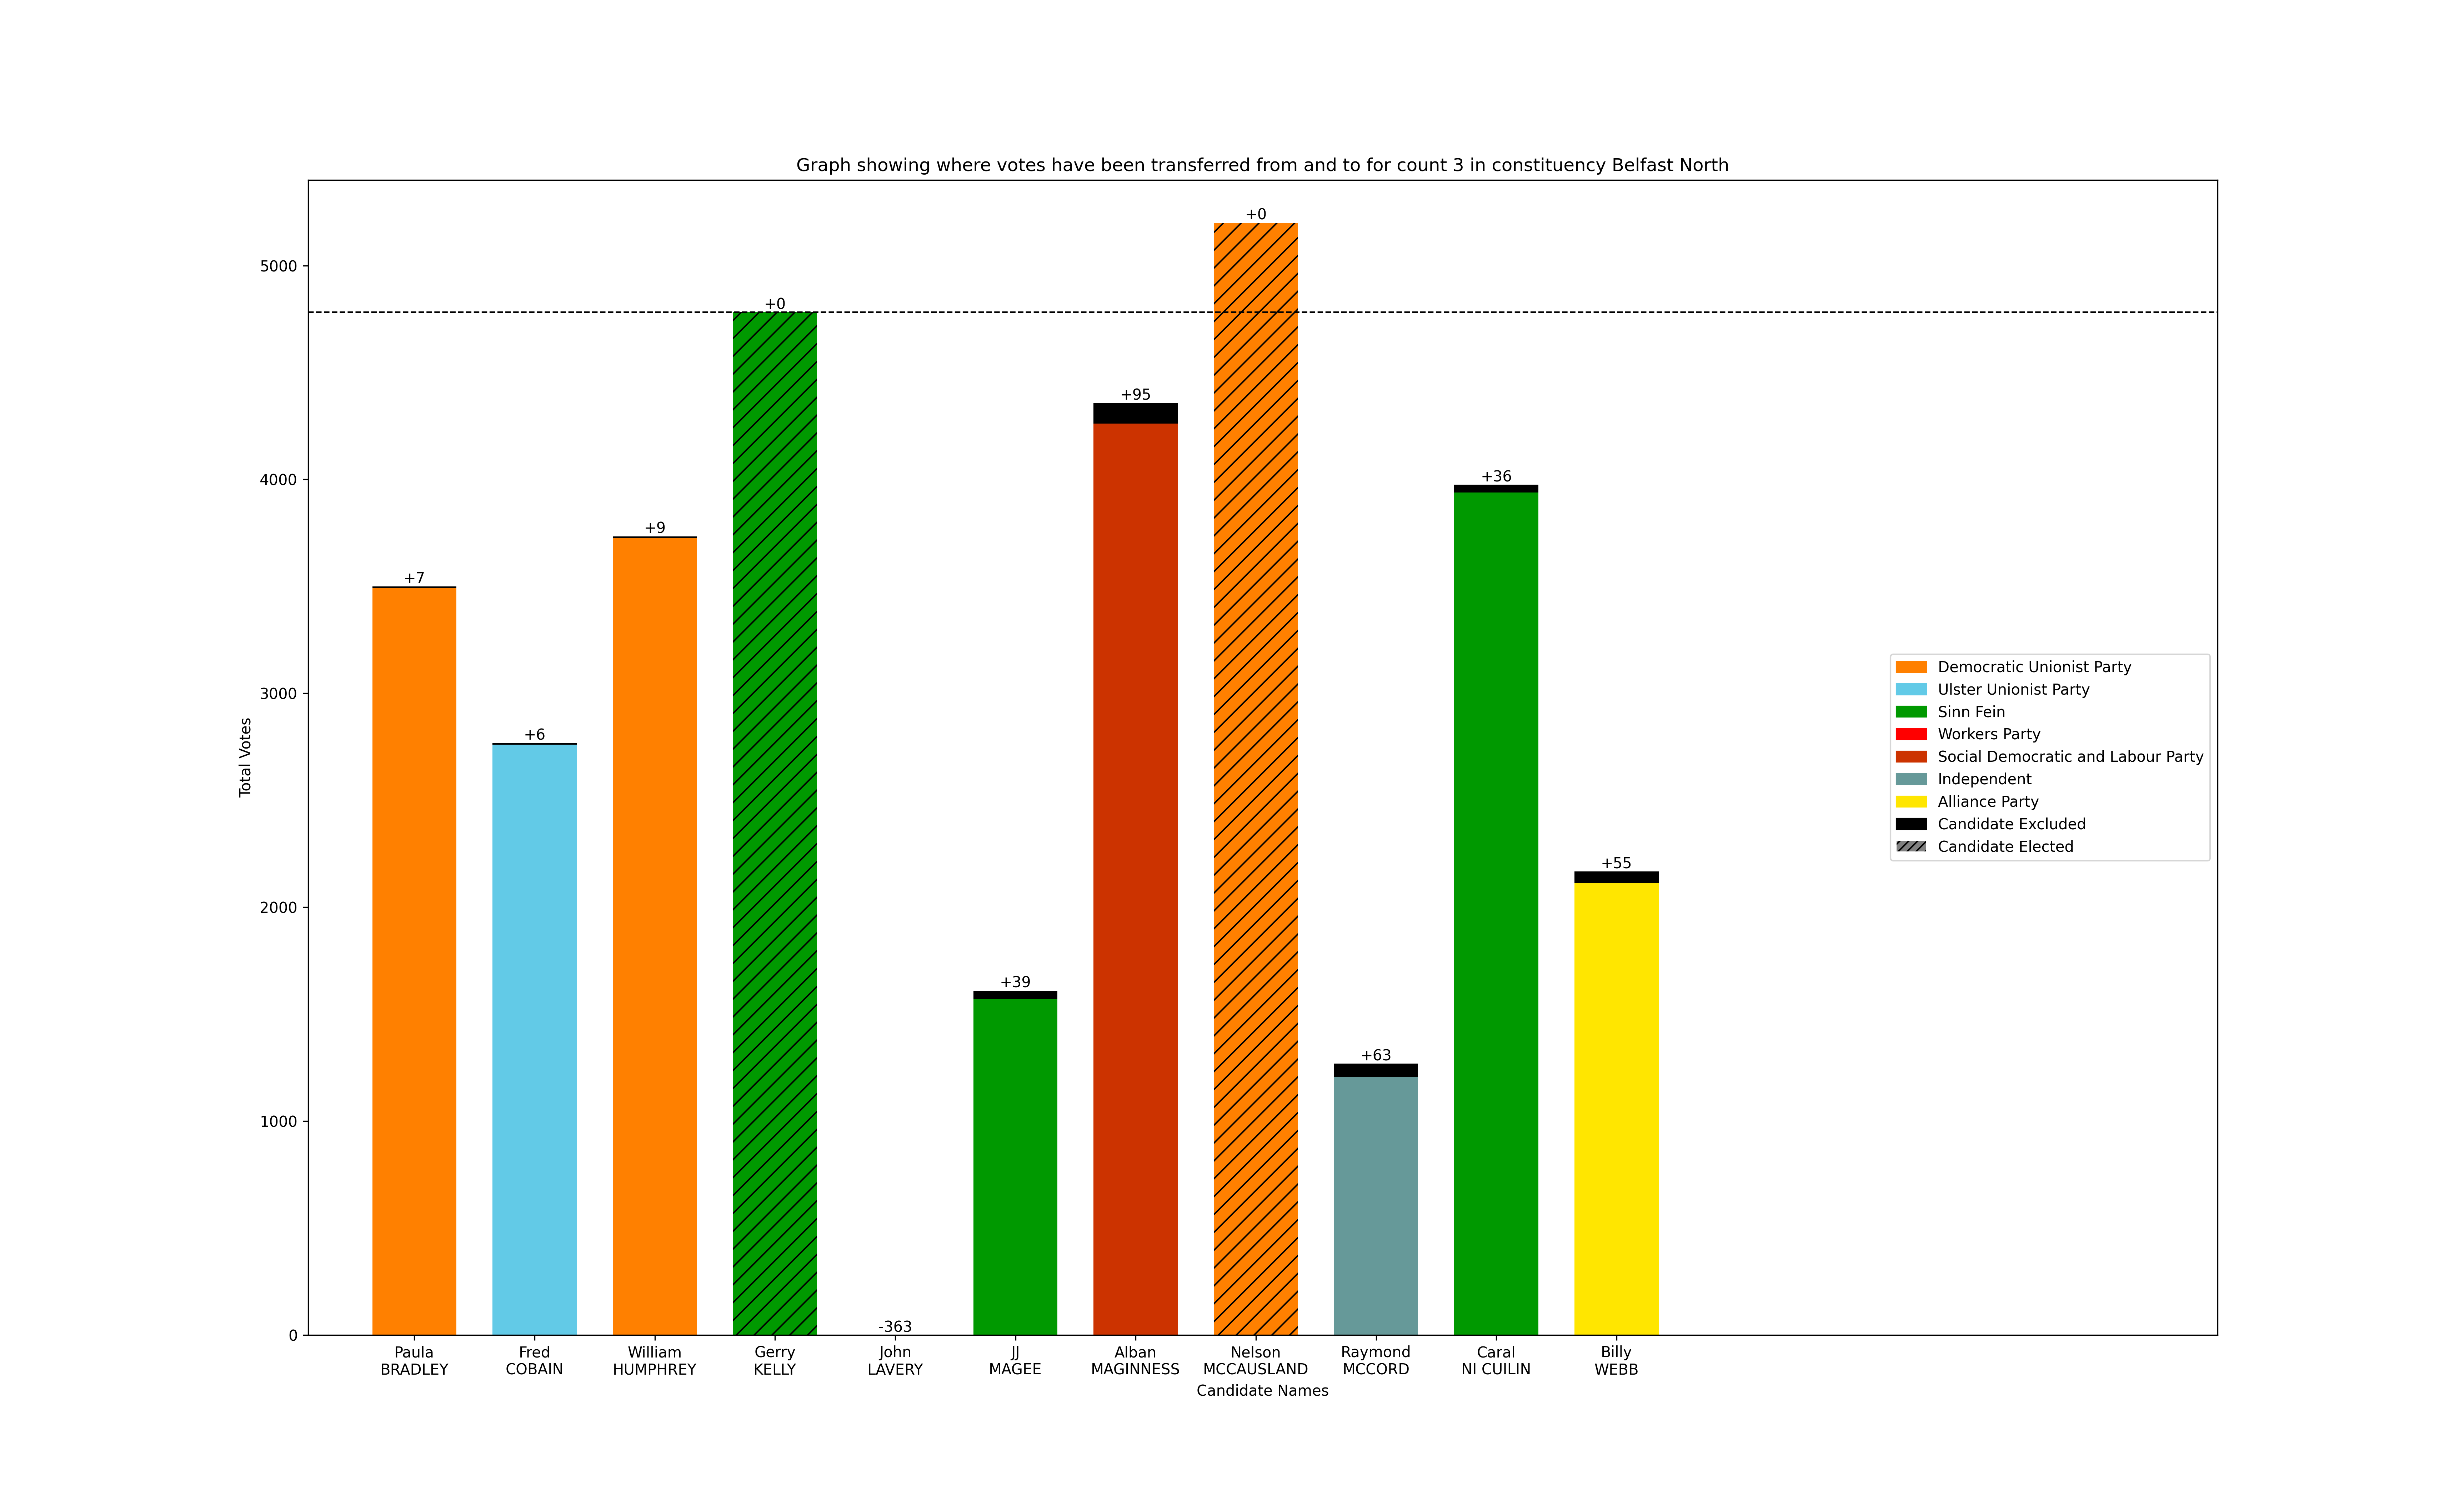 Graph showing where votes have been transferred from and to for count 3 in constituency Belfast North
Total Votes
5000
4000
3000
2000
1000
0
+7
+6
+9
+0
-363
+39
+95
+0
+63
+36
+55
Democratic Unionist Party
Ulster Unionist Party
Sinn Fein
Workers Party
Social Democratic and Labour Party
Independent
Alliance Party
Candidate Excluded
Candidate Elected
Paula
BRADLEY
Fred
COBAIN
William
HUMPHREY
Gerry
KELLY
John
LAVERY
JJ
MAGEE
Alban
MAGINNESS
Nelson
MCCAUSLAND
Raymond
MCCORD
Caral
NI CUILIN
Billy
WEBB
Candidate Names